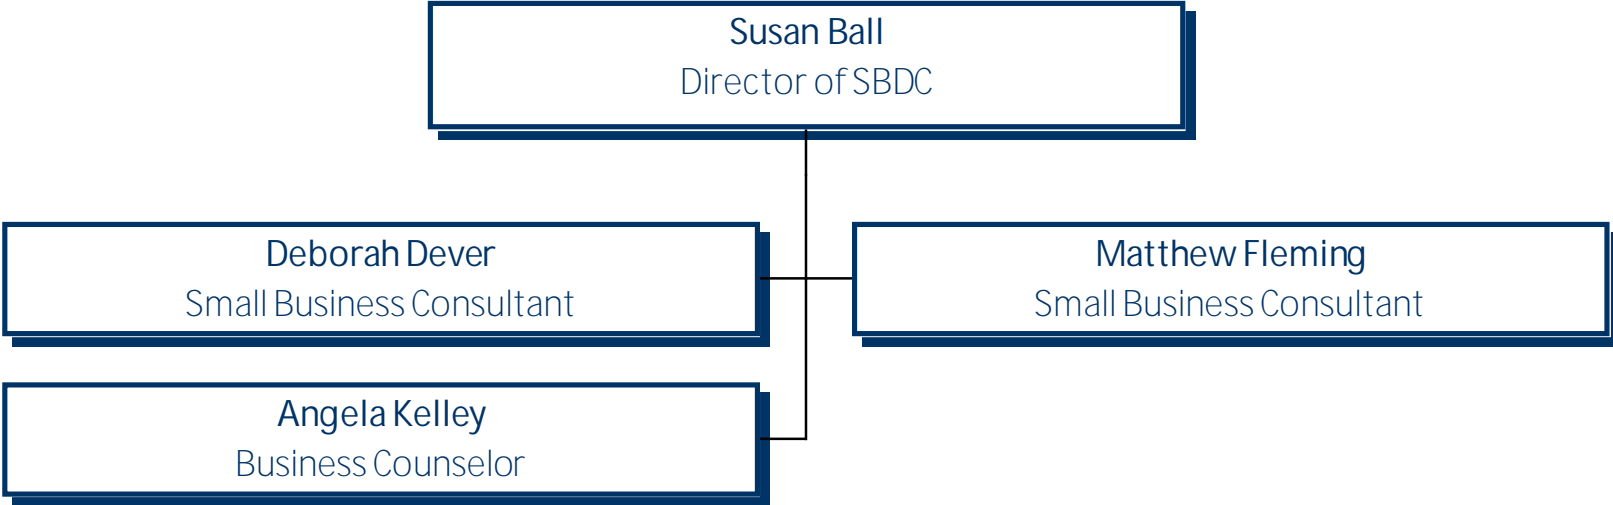 Susan Ball
Director of SBDC
Deborah Dever
Small Business Consultant
Matthew Fleming
Small Business Consultant
Angela Kelley
Business Counselor